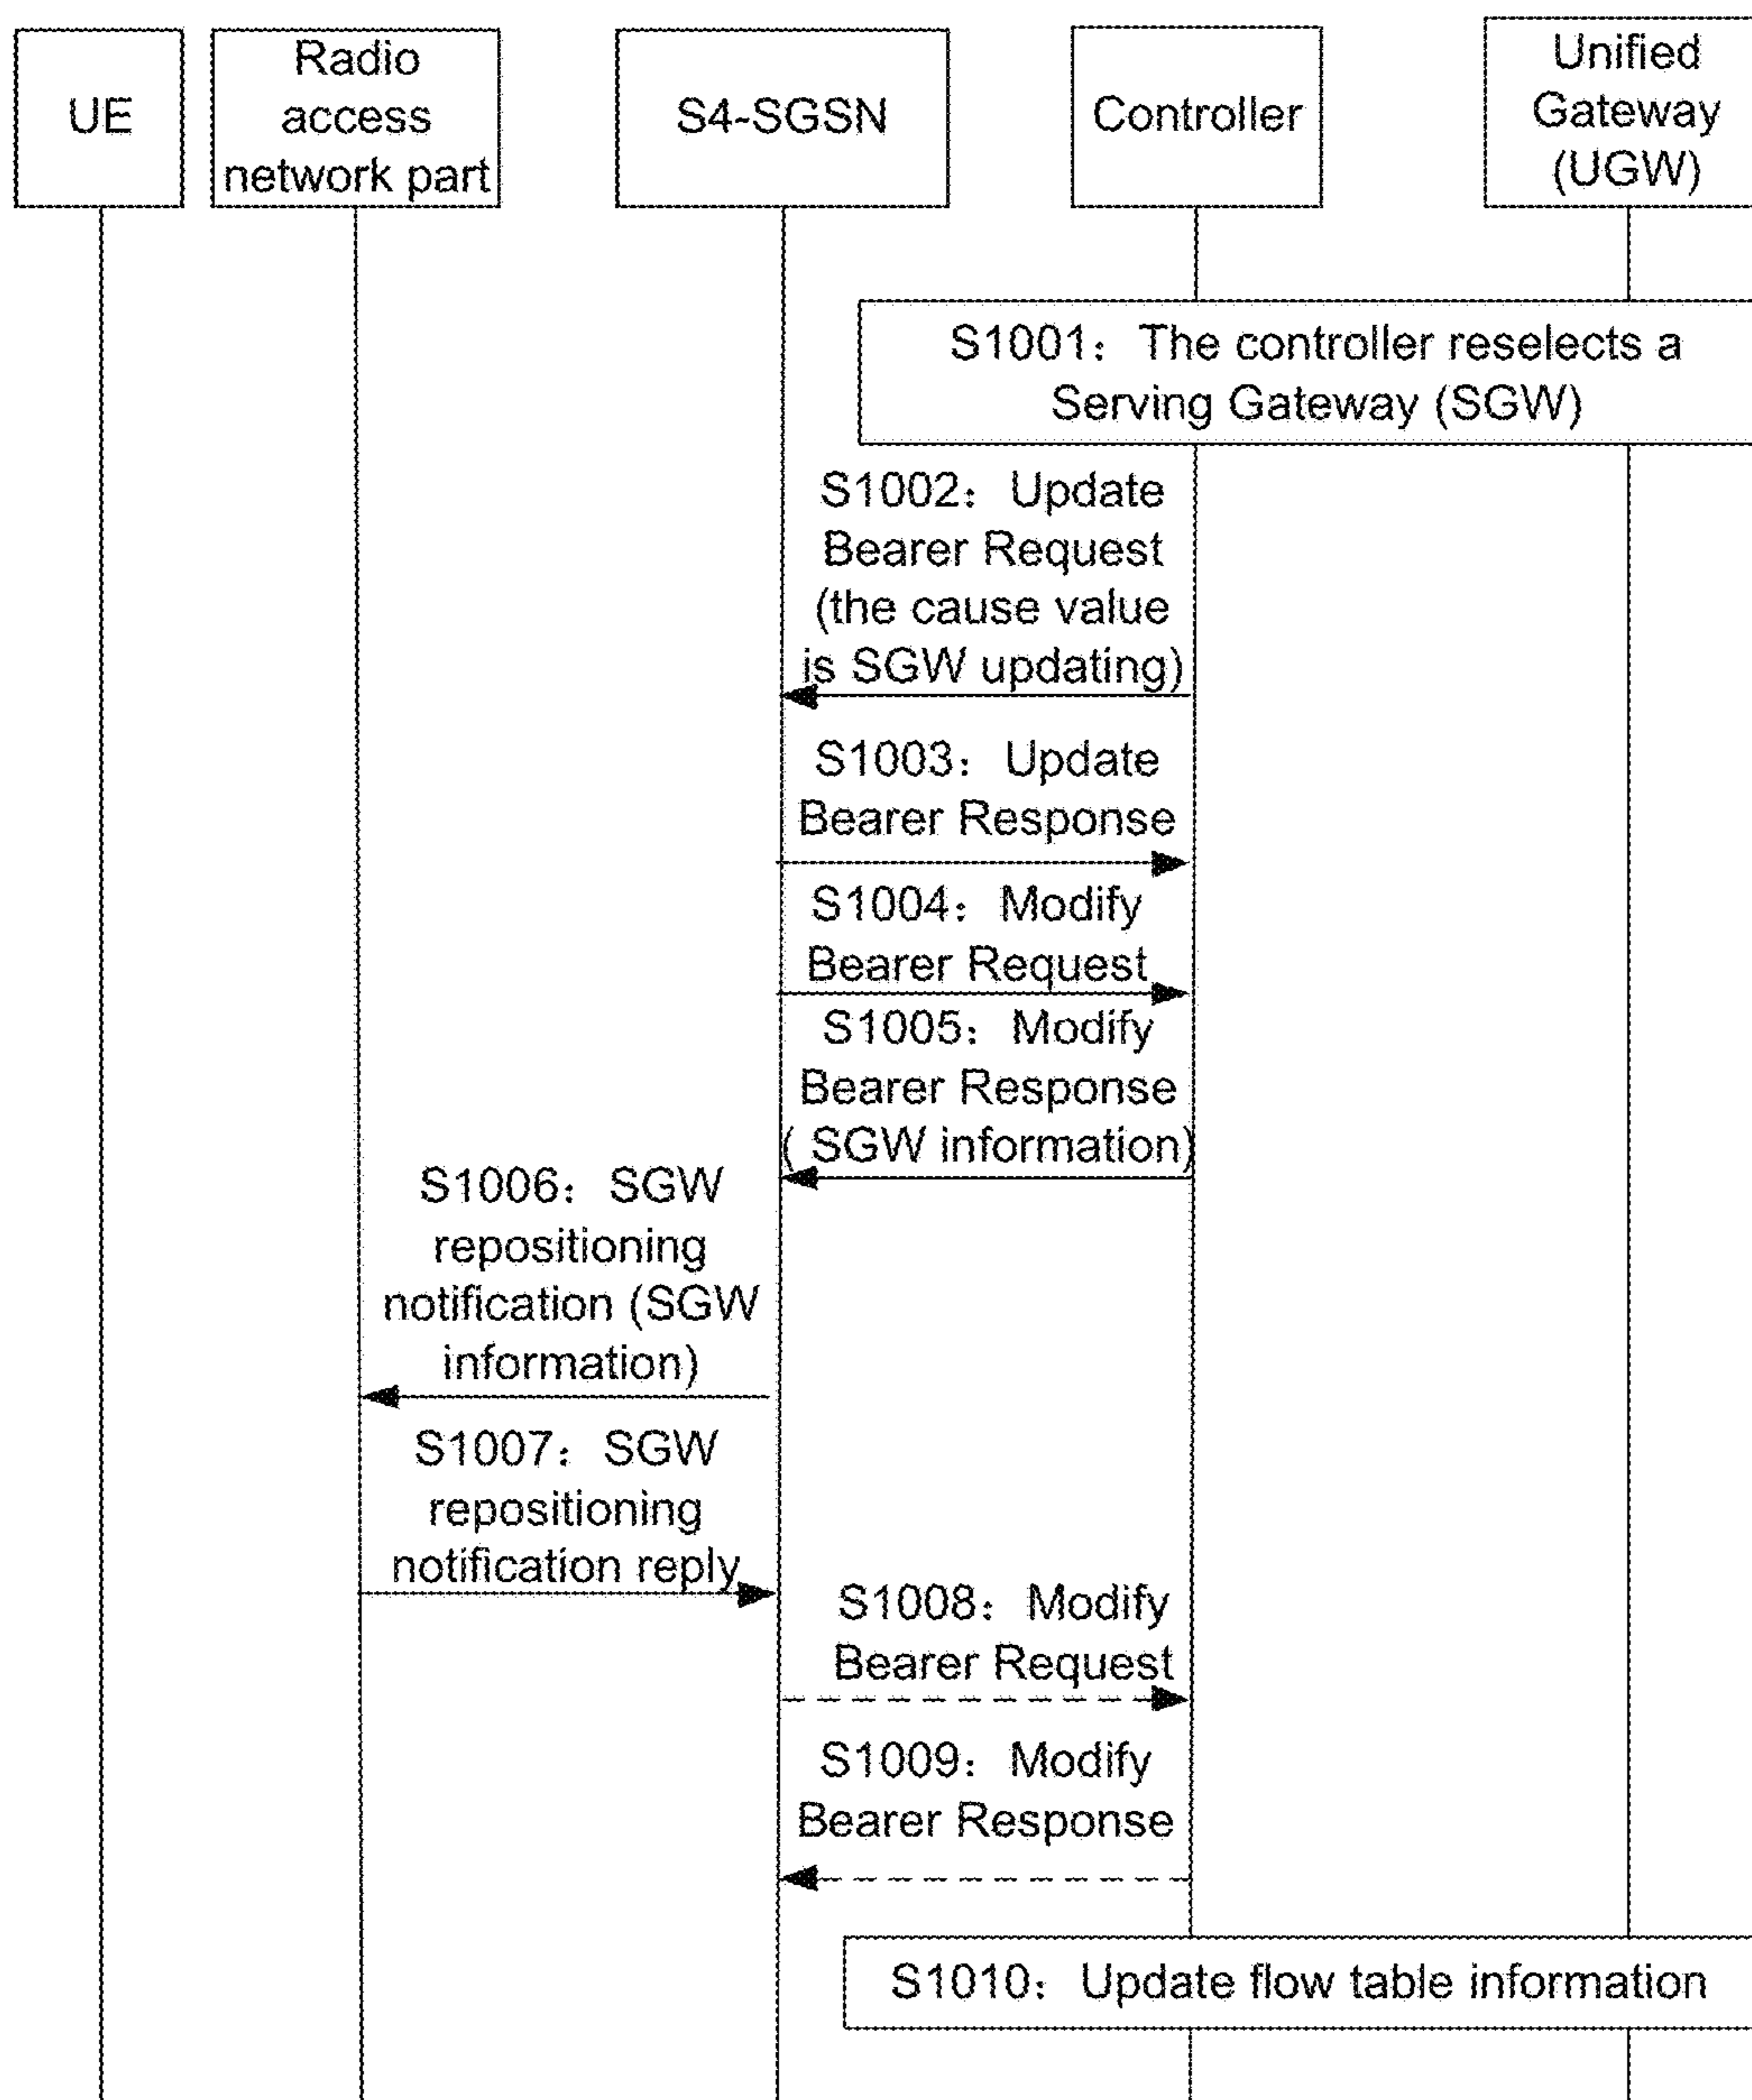 UE
Radio
access
network part
S4-SGSN
Controller
Unified
Gateway
(UGW)
S1001: The controller reselects a
Serving Gateway (SGW)
S1002: Update
Bearer Request
(the cause value
is SGW updating)
S1003: Update
Bearer Response
S1004: Modify
Bearer Request
S1005: Modify
Bearer Response
( SGW information)
S1006: SGW
repositioning
notification (SGW
information)
S1007: SGW
repositioning
notification reply
S1008: Modify
Bearer Request
S1009: Modify
Bearer Response
S1010: Update flow table information